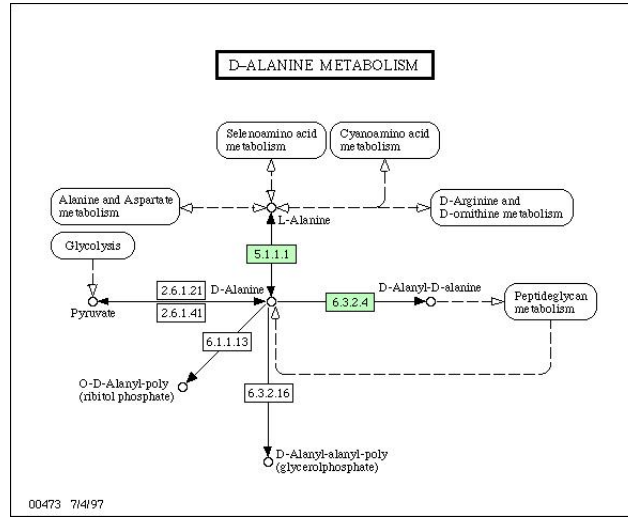 D-ALANINE METABOLISM
Selenoamino acid
metabolism
Cyanoamino acid
metabolism
Alanine and Aspartate
metabolism
L-Alanine
D-Arginine and
D-ornithine metabolism
Glycolysis
5.1.1.1
2.6.1.21
D-Alanine
D-Alanyl-D-alanine
Pyruvate
2.6.1.41
6.3.2.4
Peptideglycan
metabolism
6.1.1.13
O-D-Alanyl-poly
(ribitol phosphate)
6.3.2.16
D-Alanyl-alanyl-poly
(glycerolphosphate)
00473 7/4/97